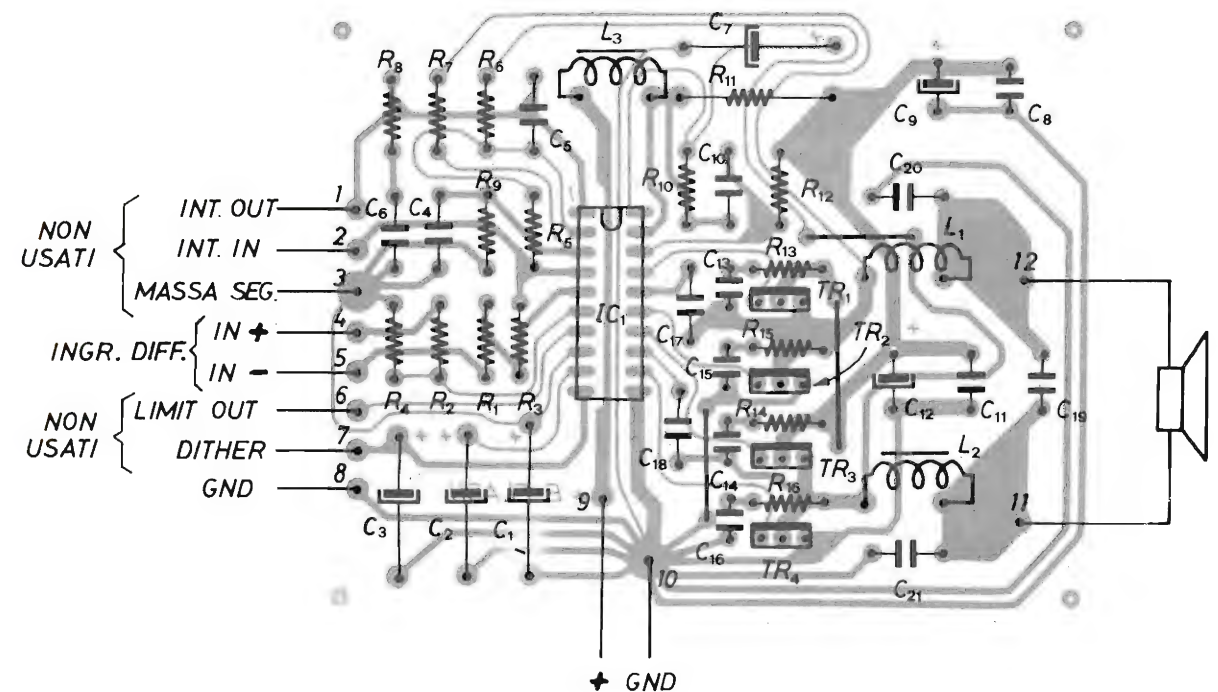 L3
C7
R8 R7 R6
R11
C9 C8
C5
C10
C20
R9
R10
R12
NON USATI
1 INT. OUT
2 INT. IN
3 MASSA SEG.
C6 C4
R5
L1
12
R13
C13
TR1
IC1
INGR. DIFF.
4 IN +
5 IN -
C17
R15
TR2
C15
NON USATI
6 LIMIT OUT
7 DITHER
8 GND
R4 R2 R1 R3
R14
C12 C11 C19
C18
TR3
L2
C14
R16
9
11
C3 C2 C1
C16
10
TR4
C21
+ GND